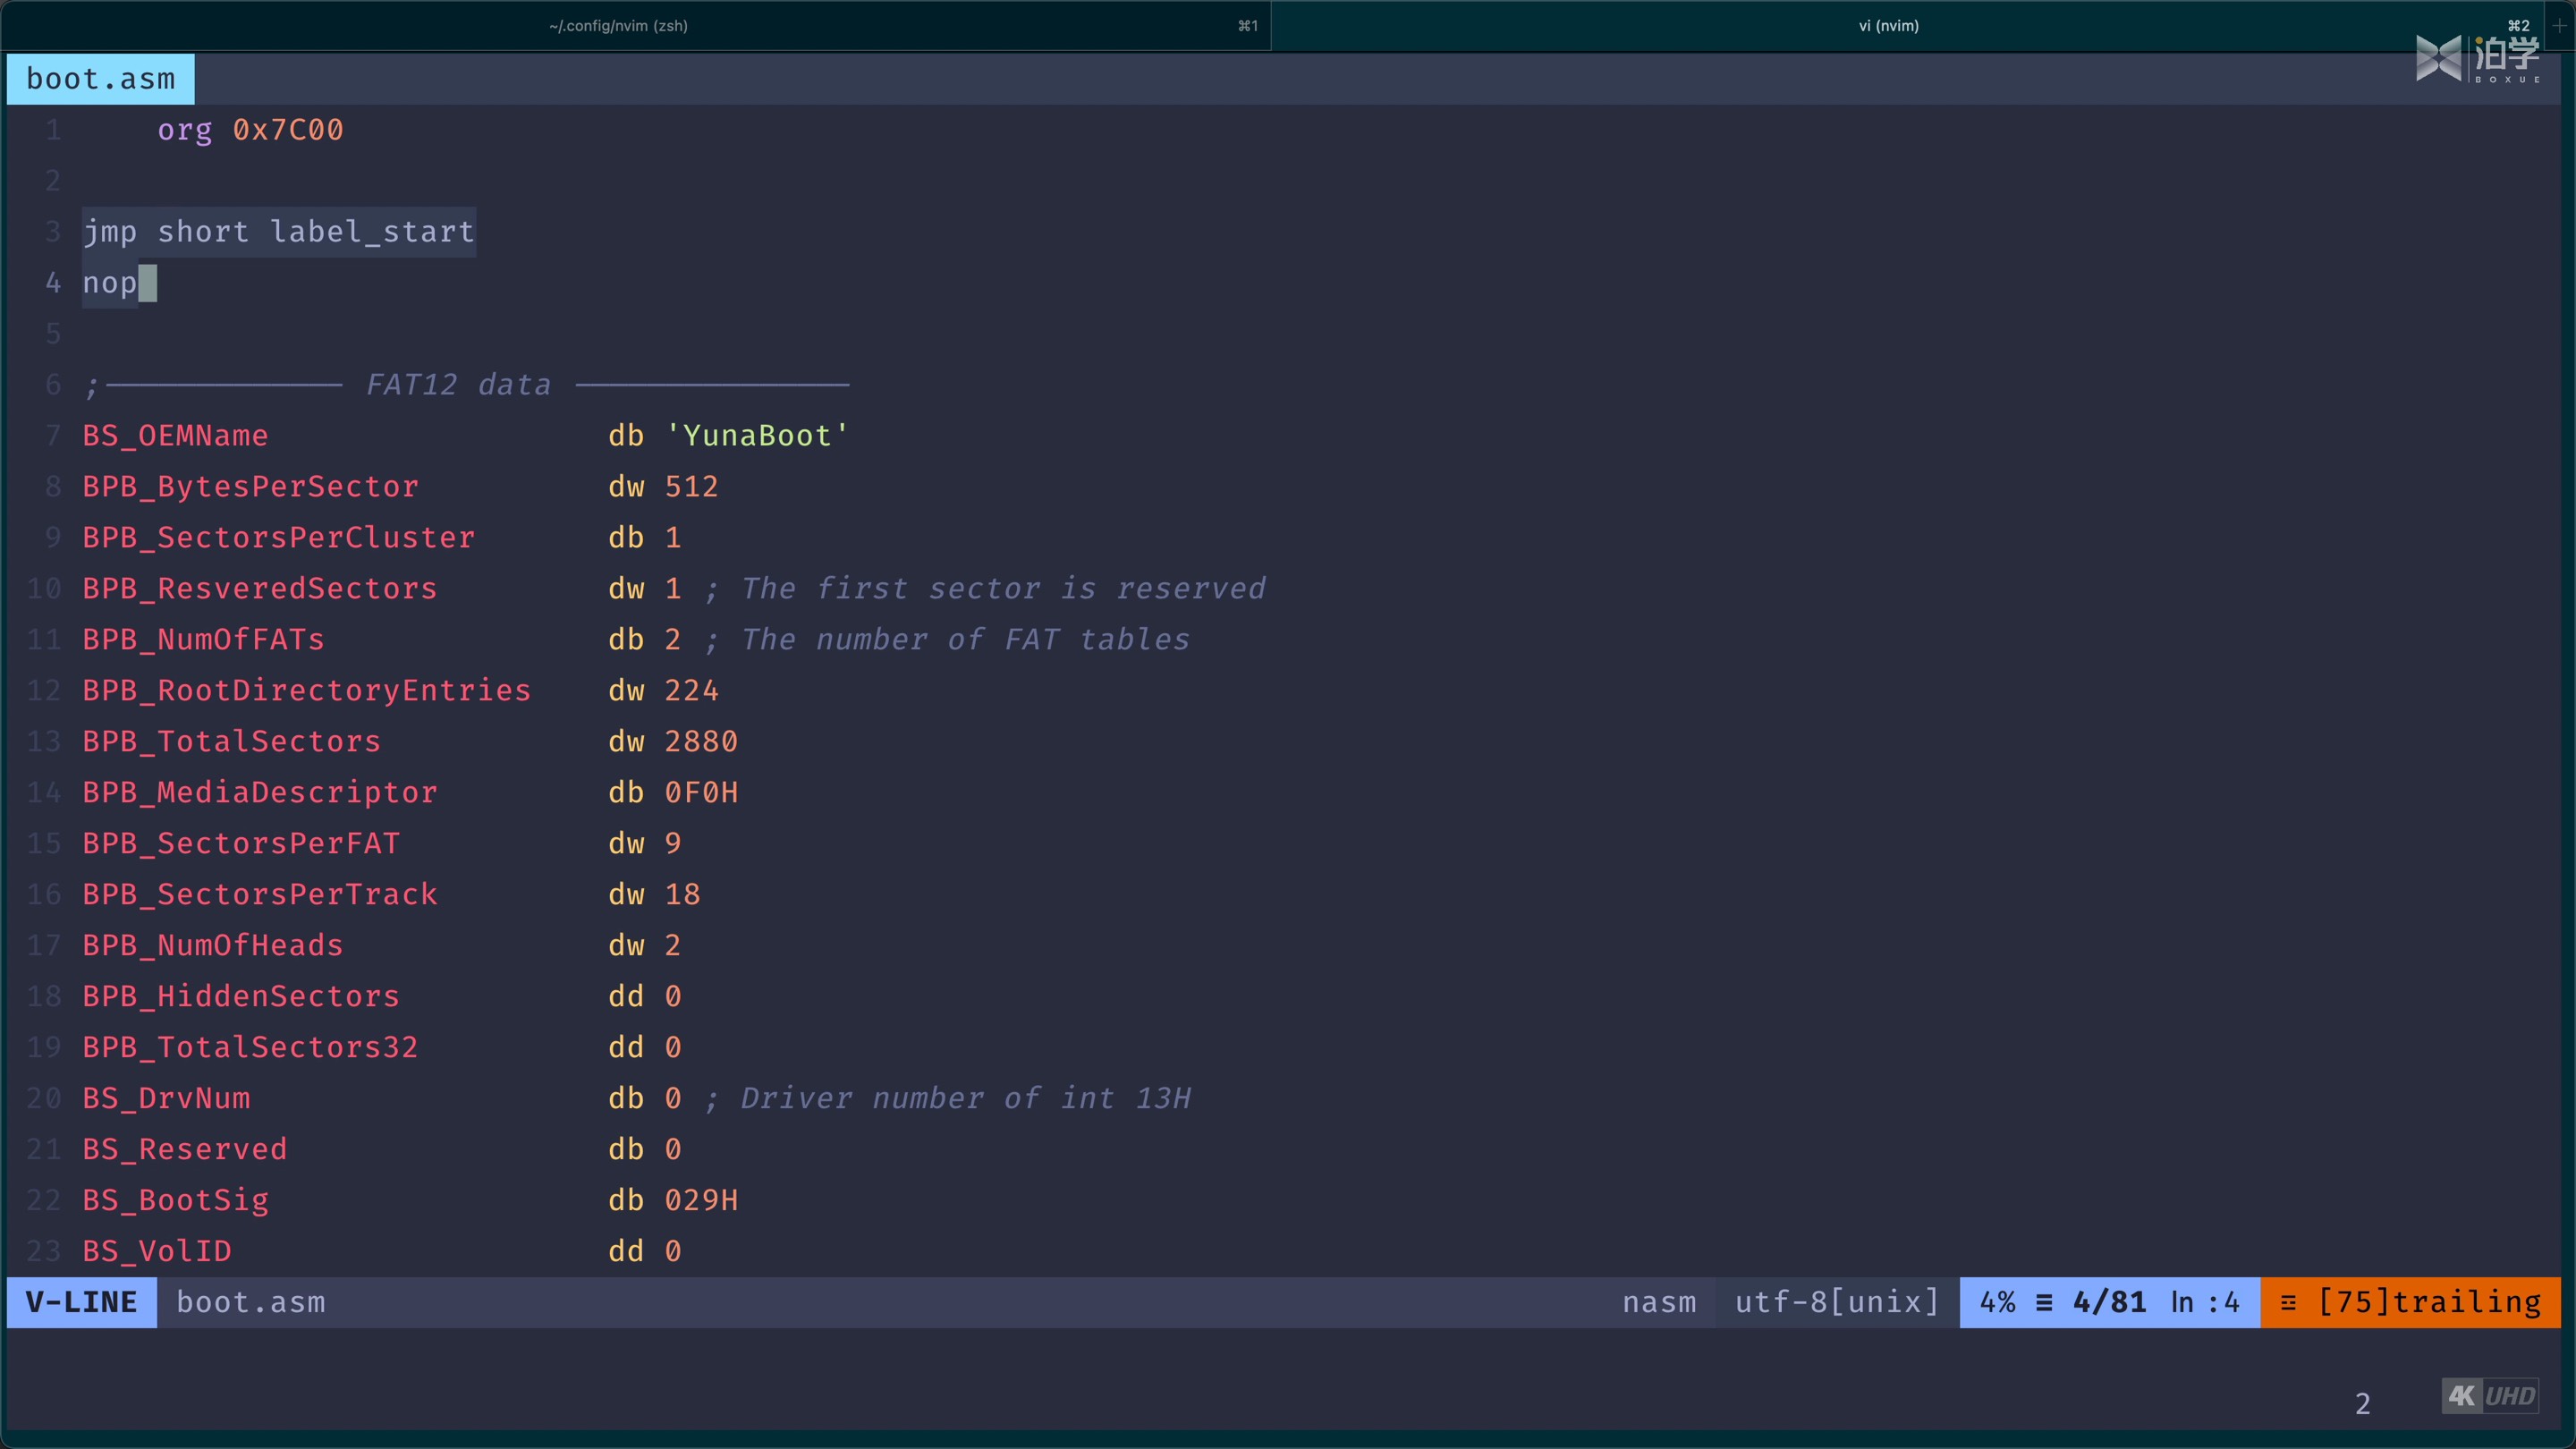 ~/.config/nvim (zsh) ⌘1 vi (nvim) ⌘2 +
泊学
BOXUE
boot.asm
1 org 0x7C00
2
3 jmp short label_start
4 nop
5
6 ;———————————— FAT12 data ——————————————
7 BS_OEMName db 'YunaBoot'
8 BPB_BytesPerSector dw 512
9 BPB_SectorsPerCluster db 1
10 BPB_ResveredSectors dw 1 ; The first sector is reserved
11 BPB_NumOfFATs db 2 ; The number of FAT tables
12 BPB_RootDirectoryEntries dw 224
13 BPB_TotalSectors dw 2880
14 BPB_MediaDescriptor db 0F0H
15 BPB_SectorsPerFAT dw 9
16 BPB_SectorsPerTrack dw 18
17 BPB_NumOfHeads dw 2
18 BPB_HiddenSectors dd 0
19 BPB_TotalSectors32 dd 0
20 BS_DrvNum db 0 ; Driver number of int 13H
21 BS_Reserved db 0
22 BS_BootSig db 029H
23 BS_VolID dd 0
V-LINE boot.asm nasm utf-8[unix] 4% ≡ 4/81 ln :4 ☲ [75]trailing
2
4K UHD